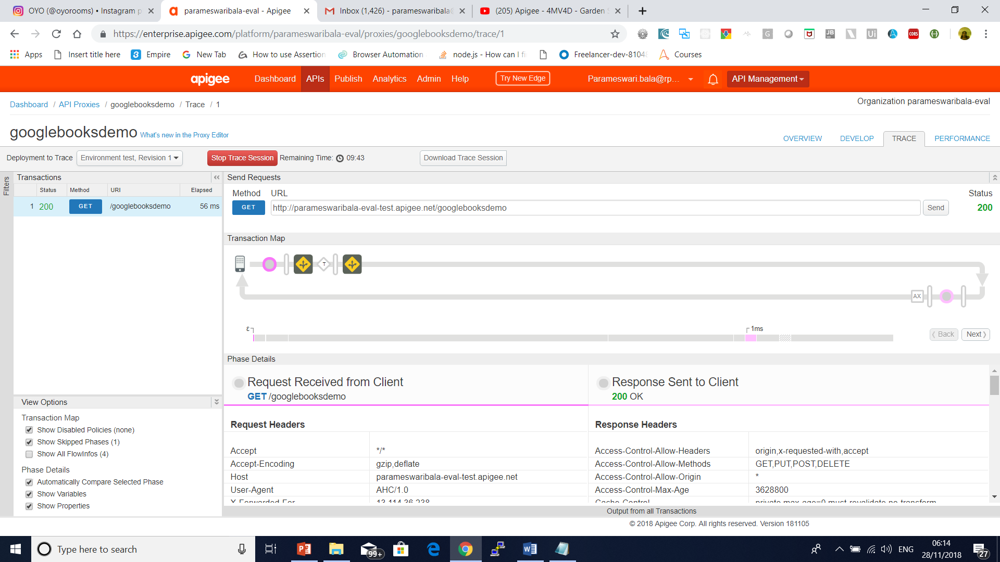 OYO (@oyorooms) • Instagram p
parameswaribala-eval - Apigee
Inbox (1,426) - parameswaribala@
(205) Apigee - 4MV4D - Garden S
https://enterprise.apigee.com/platform/parameswaribala-eval/proxies/googlebooksdemo/trace/1
Apps
Insert title here
Empire
New Tab
How to use Assertion
Browser Automation
node.js - How can I fi
Freelancer-dev-81048
Courses
apigee
Dashboard
APIs
Publish
Analytics
Admin
Help
Try New Edge
Parameswari.bala@rp...
API Management
Dashboard / API Proxies / googlebooksdemo / Trace / 1
Organization parameswaribala-eval
googlebooksdemo What's new in the Proxy Editor
OVERVIEW
DEVELOP
TRACE
PERFORMANCE
Deployment to Trace
Environment test, Revision 1
Stop Trace Session
Remaining Time: 09:43
Download Trace Session
Filters
Transactions
Status Method URI Elapsed
1 200 GET /googlebooksdemo 56 ms
Send Requests
Method URL Status
GET http://parameswaribala-eval-test.apigee.net/googlebooksdemo Send 200
Transaction Map
T
AX
ε
1ms
Back
Next
Phase Details
Request Received from Client
GET /googlebooksdemo
Response Sent to Client
200 OK
Request Headers
Accept */*
Accept-Encoding gzip,deflate
Host parameswaribala-eval-test.apigee.net
User-Agent AHC/1.0
X-Forwarded-For 13.114.36.238
Response Headers
Access-Control-Allow-Headers origin,x-requested-with,accept
Access-Control-Allow-Methods GET,PUT,POST,DELETE
Access-Control-Allow-Origin *
Access-Control-Max-Age 3628800
Cache-Control private,max-age=0,must-revalidate,no-transform
View Options
Transaction Map
Show Disabled Policies (none)
Show Skipped Phases (1)
Show All FlowInfos (4)
Phase Details
Automatically Compare Selected Phase
Show Variables
Show Properties
Output from all Transactions
© 2018 Apigee Corp. All rights reserved. Version 181105
Type here to search
99+
ENG
06:14
28/11/2018
27